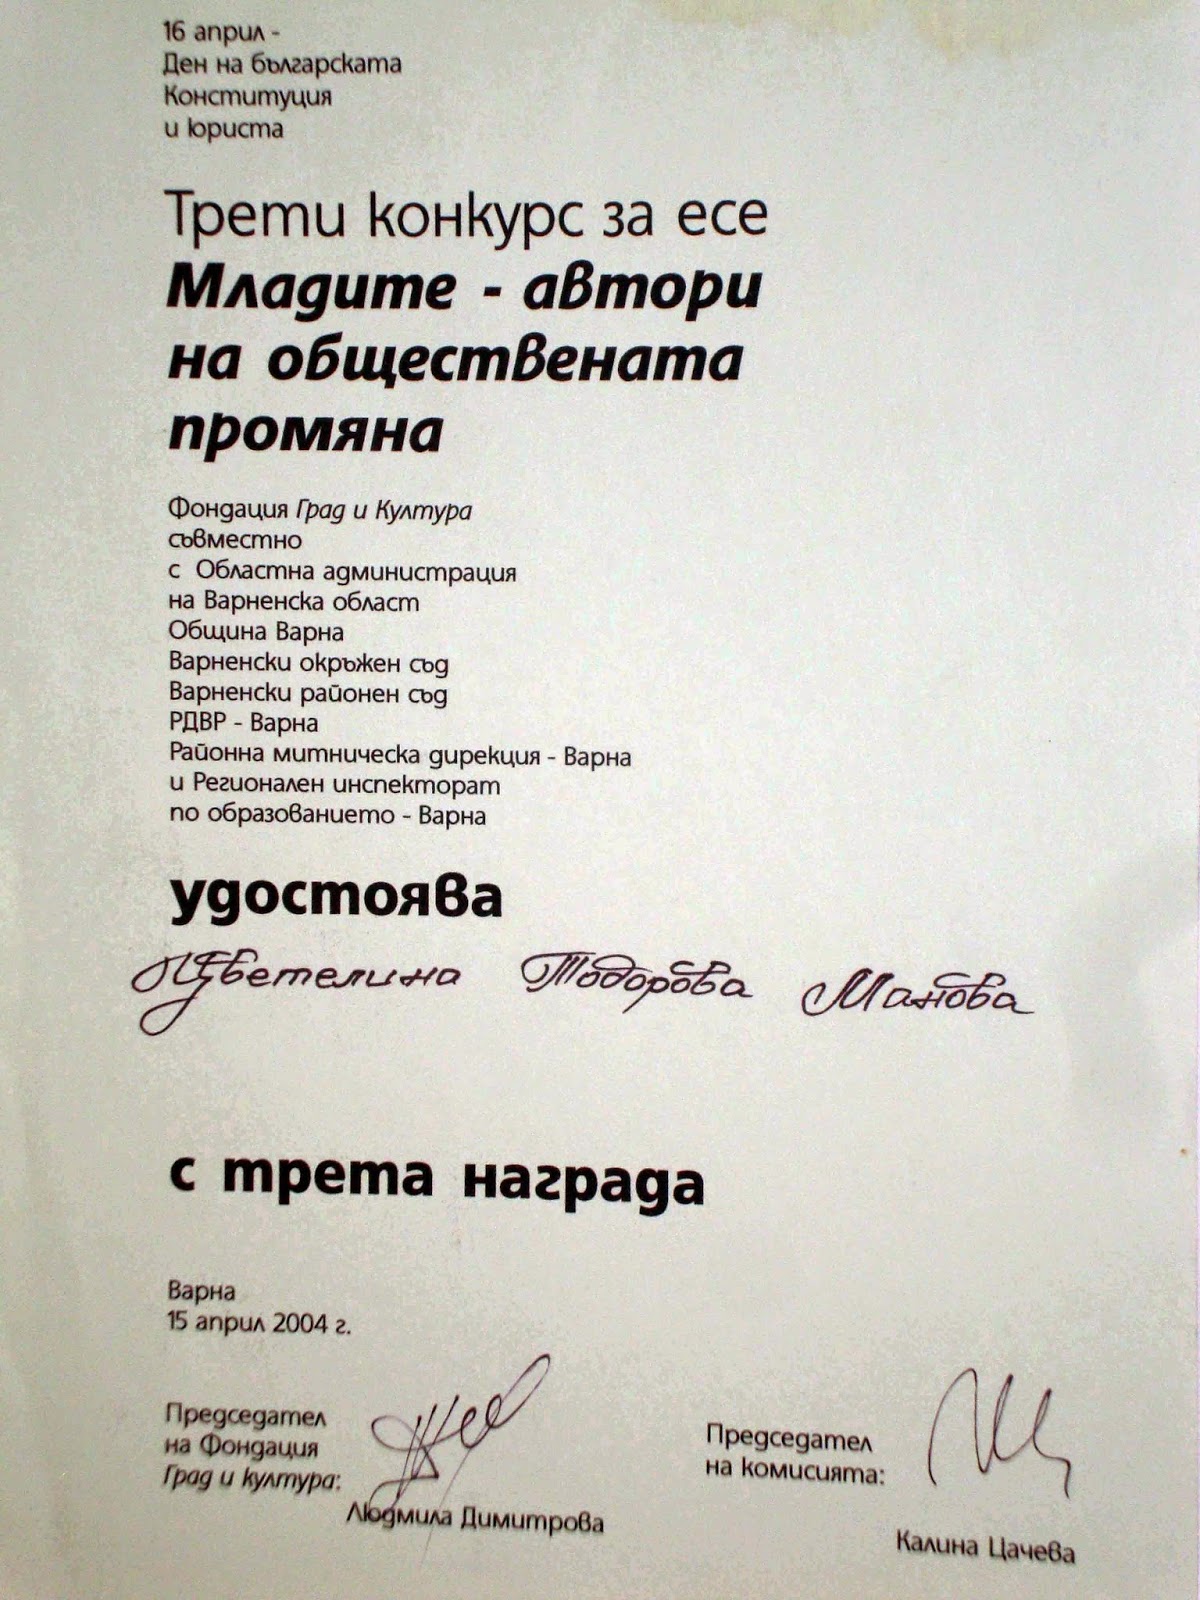 16 април -
Ден на българската
Конституция
и юриста
Трети конкурс за есе
Младите - автори
на обществената
промяна
Фондация Град и Култура
съвместно
с Областна администрация
на Варненска област
Община Варна
Варненски окръжен съд
Варненски районен съд
РДВР - Варна
Районна митническа дирекция - Варна
и Регионален инспекторат
по образованието - Варна
удостоява
Цветелина Тодорова Манова
с трета награда
Варна
15 април 2004 г.
Председател
на Фондация
Град и култура:
Людмила Димитрова
Председател
на комисията:
Калина Цачева